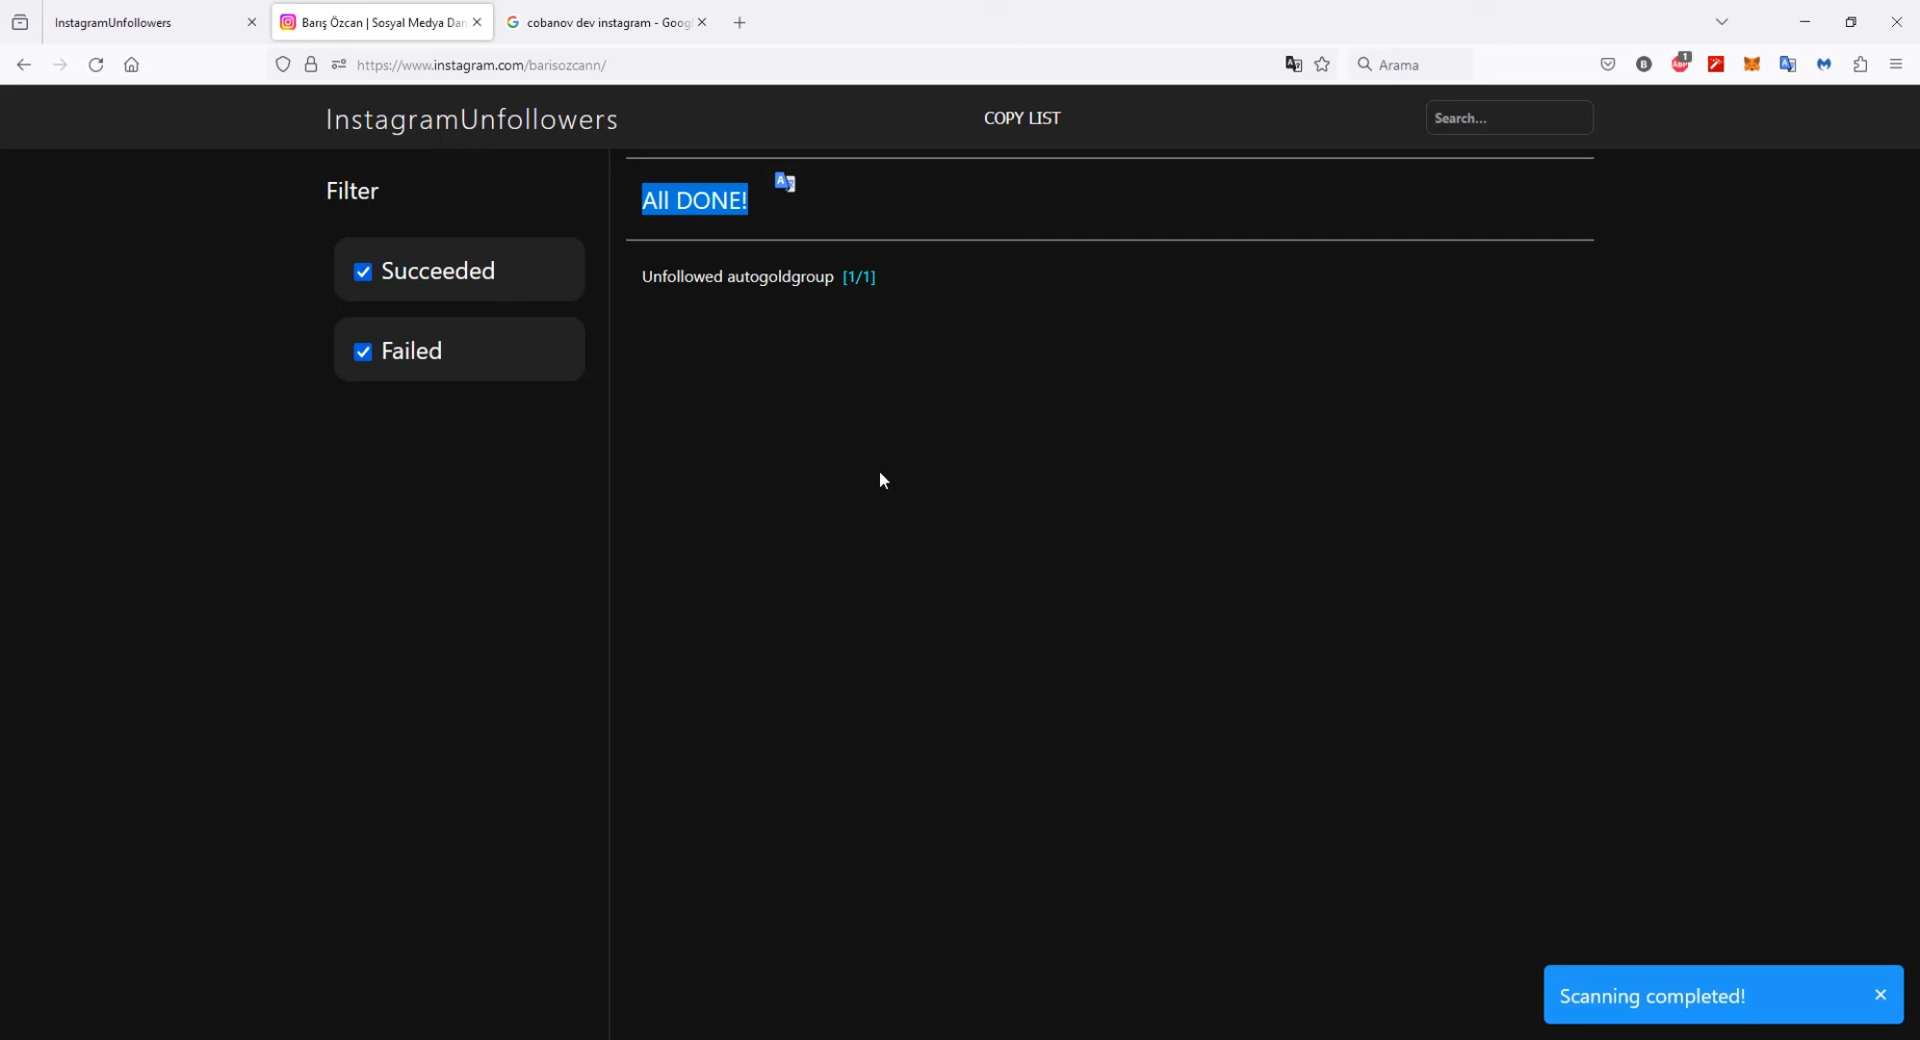 InstagramUnfollowers
Barış Özcan | Sosyal Medya Dan
cobanov dev instagram - Goog
https://www.instagram.com/barisozcann/
Arama
InstagramUnfollowers
COPY LIST
Search...
Filter
Succeeded
Failed
All DONE!
Unfollowed autogoldgroup [1/1]
Scanning completed!